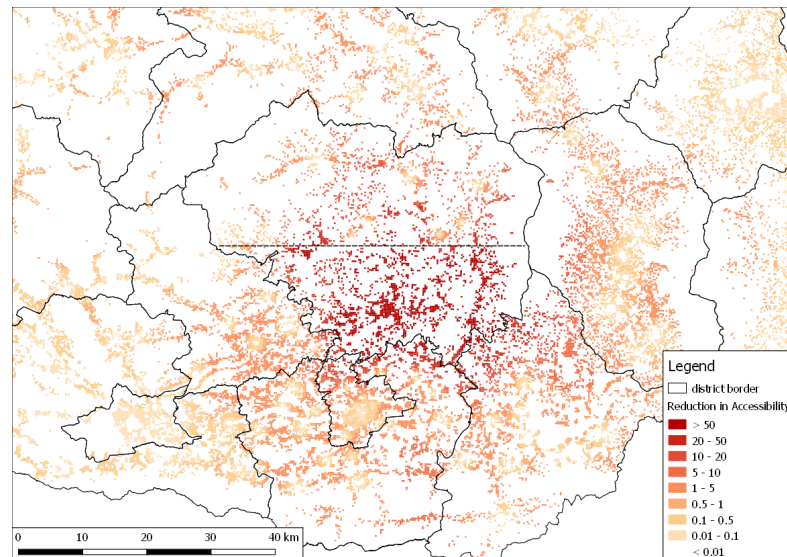 Legend
district border
Reduction in Accessibility
> 50
20 - 50
10 - 20
5 - 10
1 - 5
0.5 - 1
0.1 - 0.5
0.01 - 0.1
< 0.01
0 10 20 30 40 km